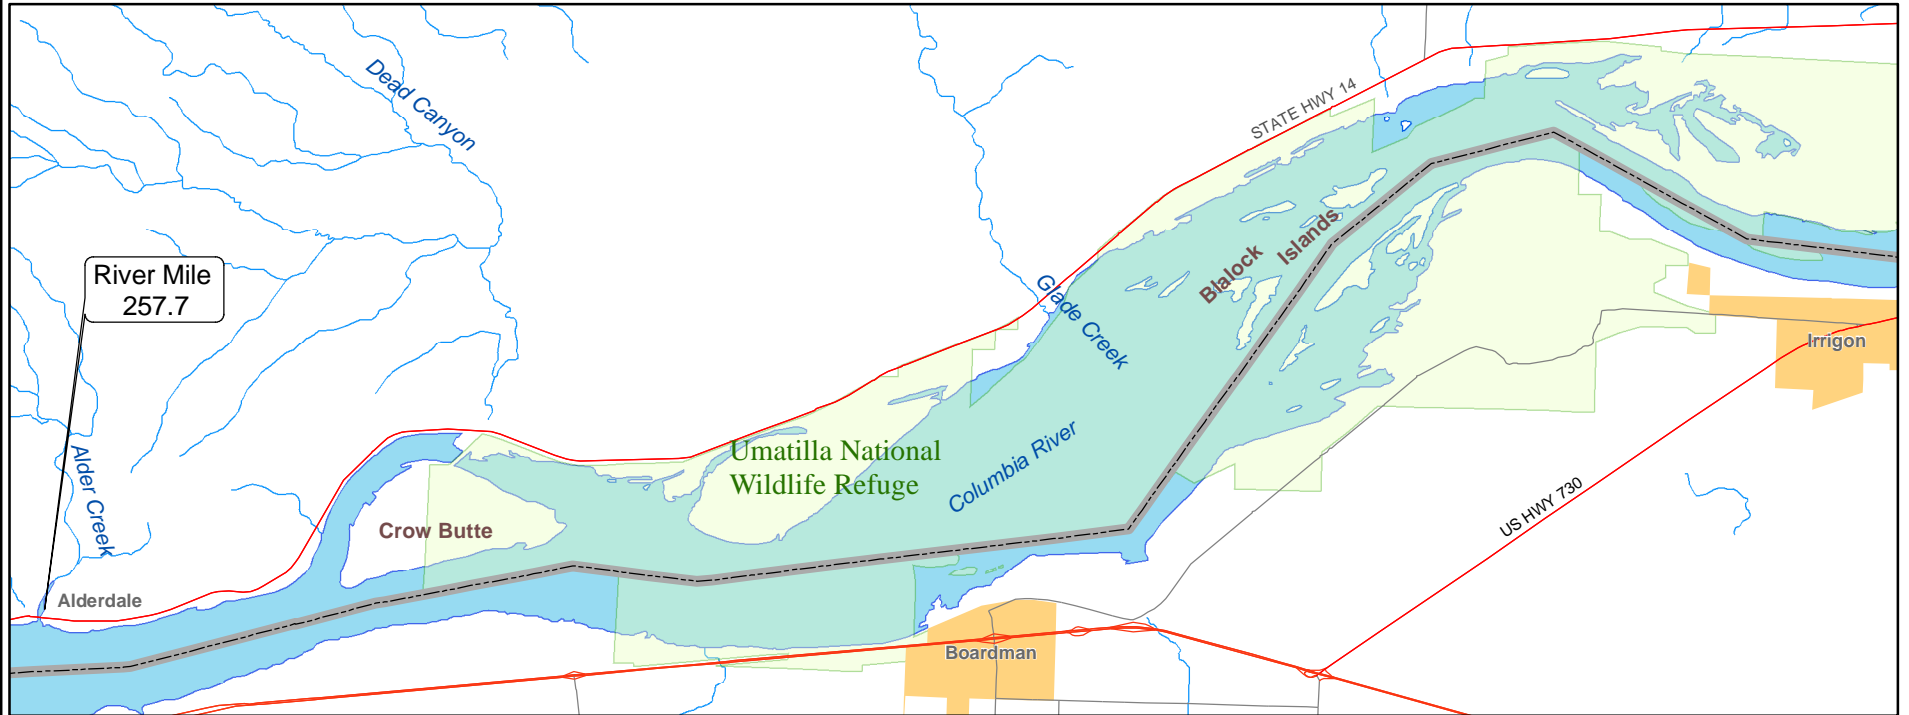 Dead Canyon
STATE HWY 14
River Mile
257.7
Blalock
Islands
Glade Creek
Irrigon
Umatilla National
Wildlife Refuge
Columbia River
Alder Creek
Crow Butte
US HWY 730
Alderdale
Boardman